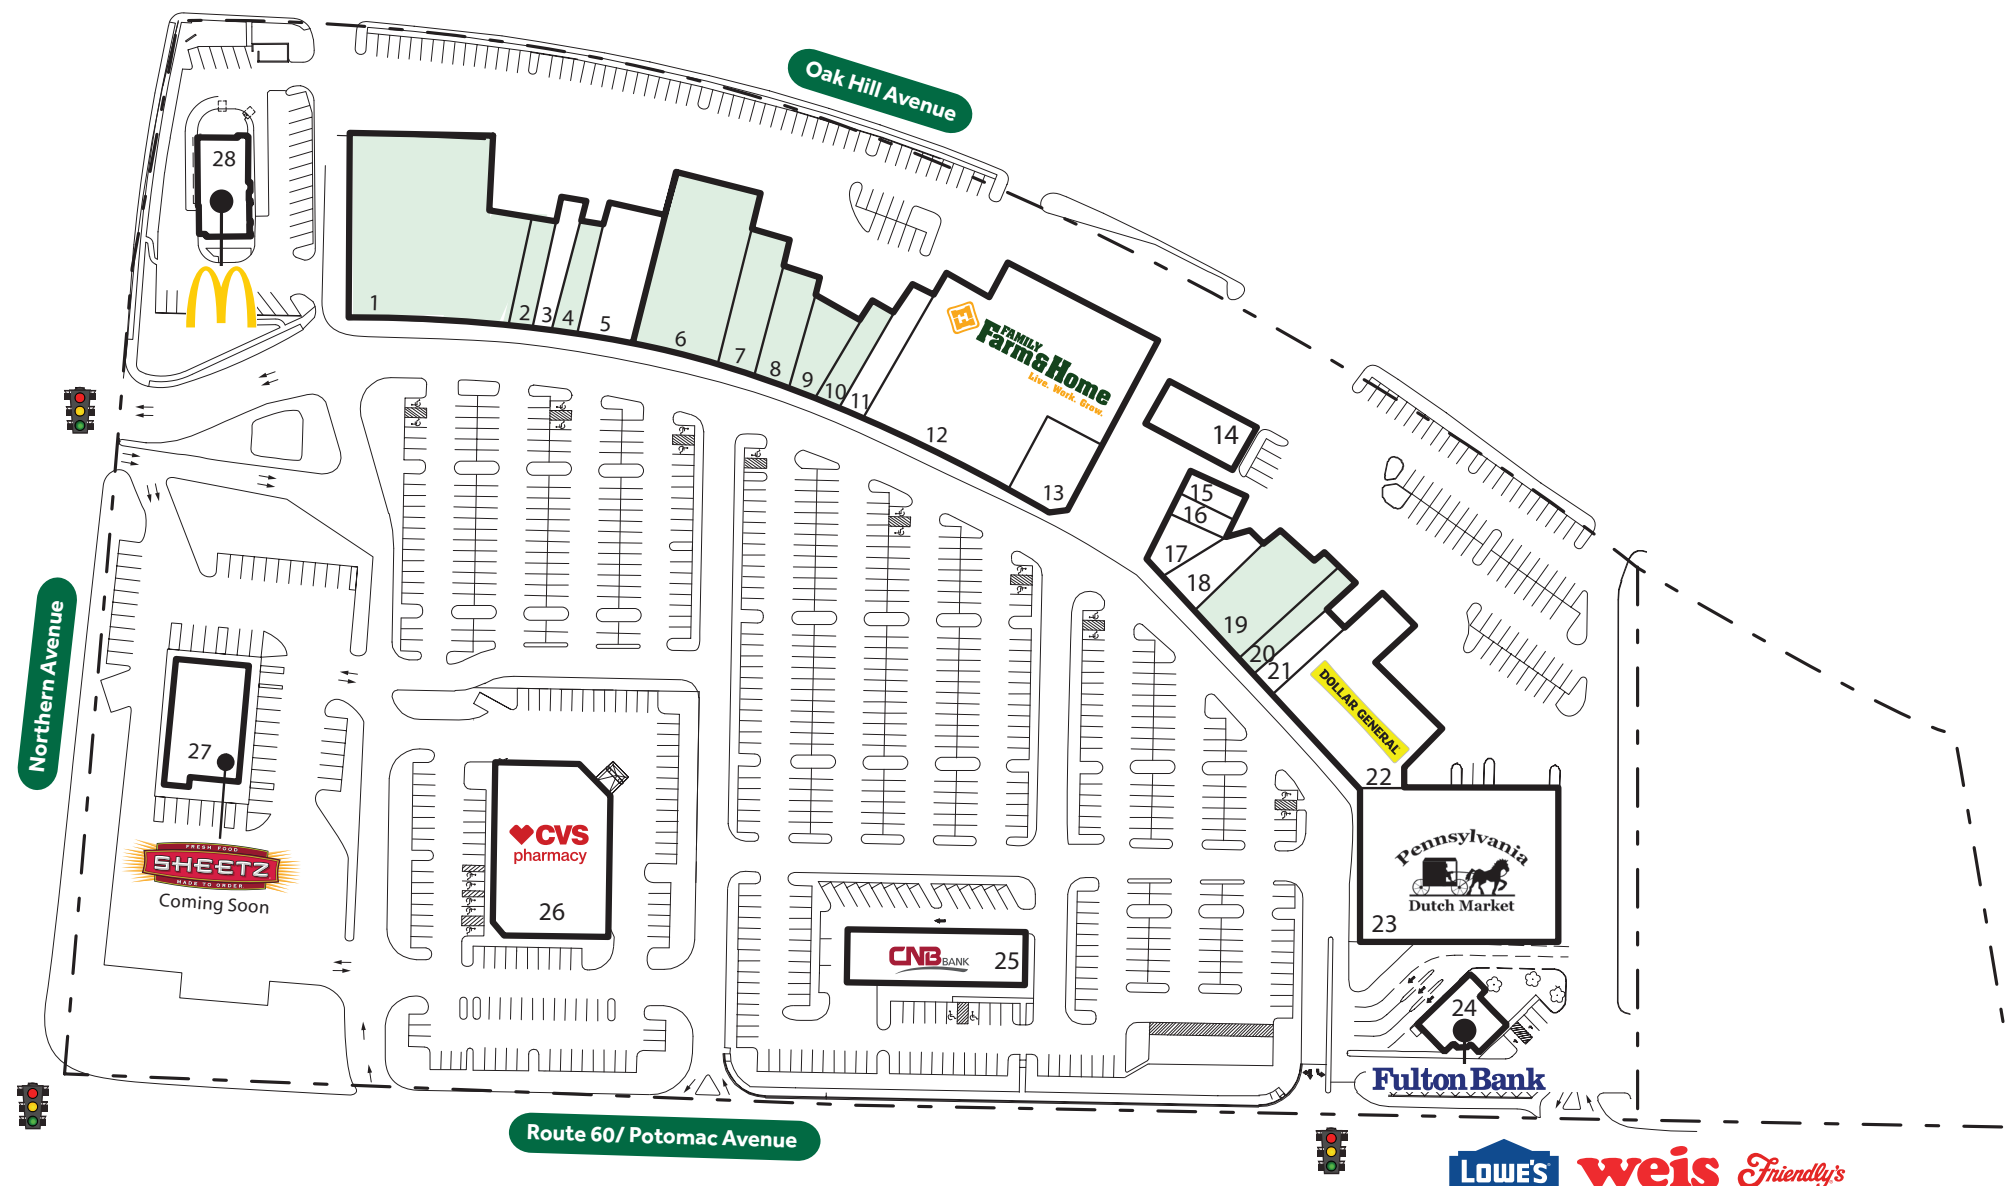 Oak Hill Avenue
28
1
2
3
4
5
6
7
8
9
10
11
12
13
FAMILY
Farm&Home
Live. Work. Grow.
14
15
16
17
18
19
20
21
DOLLAR GENERAL
22
Northern Avenue
27
FRESH FOOD
SHEETZ
MADE TO ORDER
Coming Soon
CVS
pharmacy
26
CNB BANK
25
Pennsylvania
Dutch Market
23
24
Fulton Bank
Route 60/ Potomac Avenue
LOWE'S
weis
Friendly's